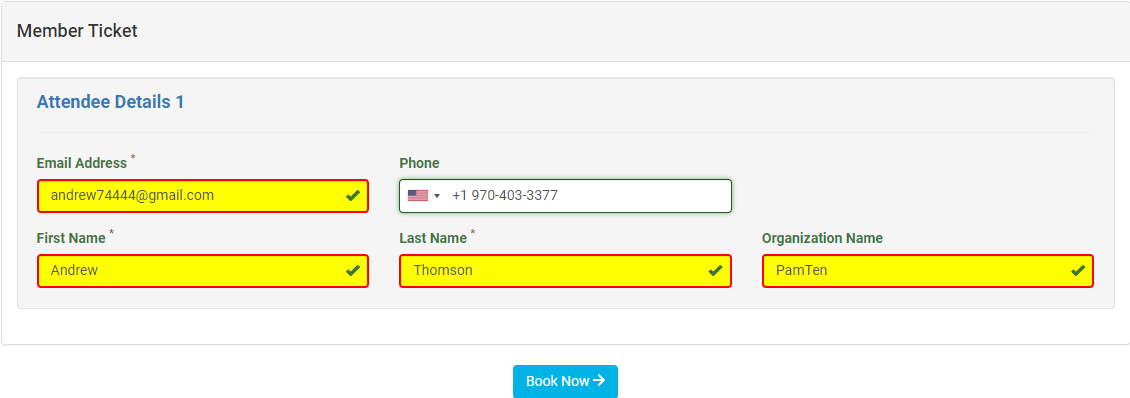 Member Ticket
Attendee Details 1
Email Address * Phone
andrew74444@gmail.com +1 970-403-3377
First Name * Last Name * Organization Name
Andrew Thomson PamTen
Book Now